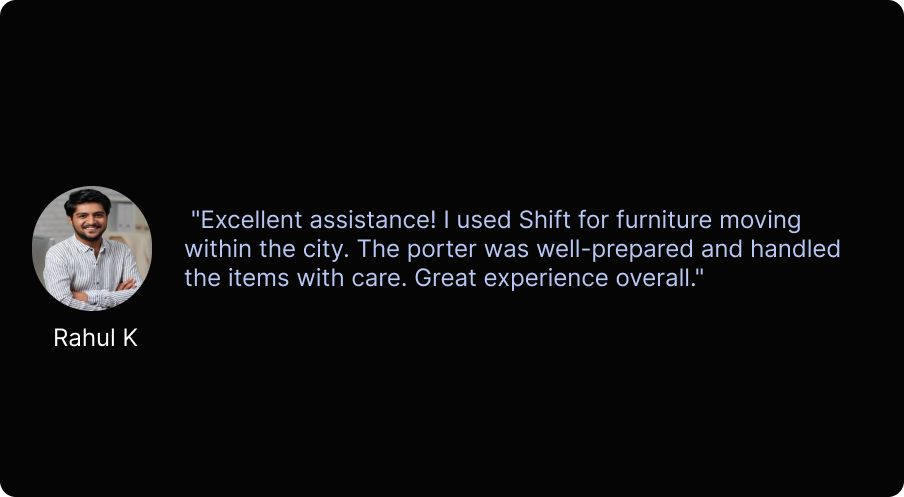 "Excellent assistance! I used Shift for furniture moving
within the city. The porter was well-prepared and handled
the items with care. Great experience overall."
Rahul K